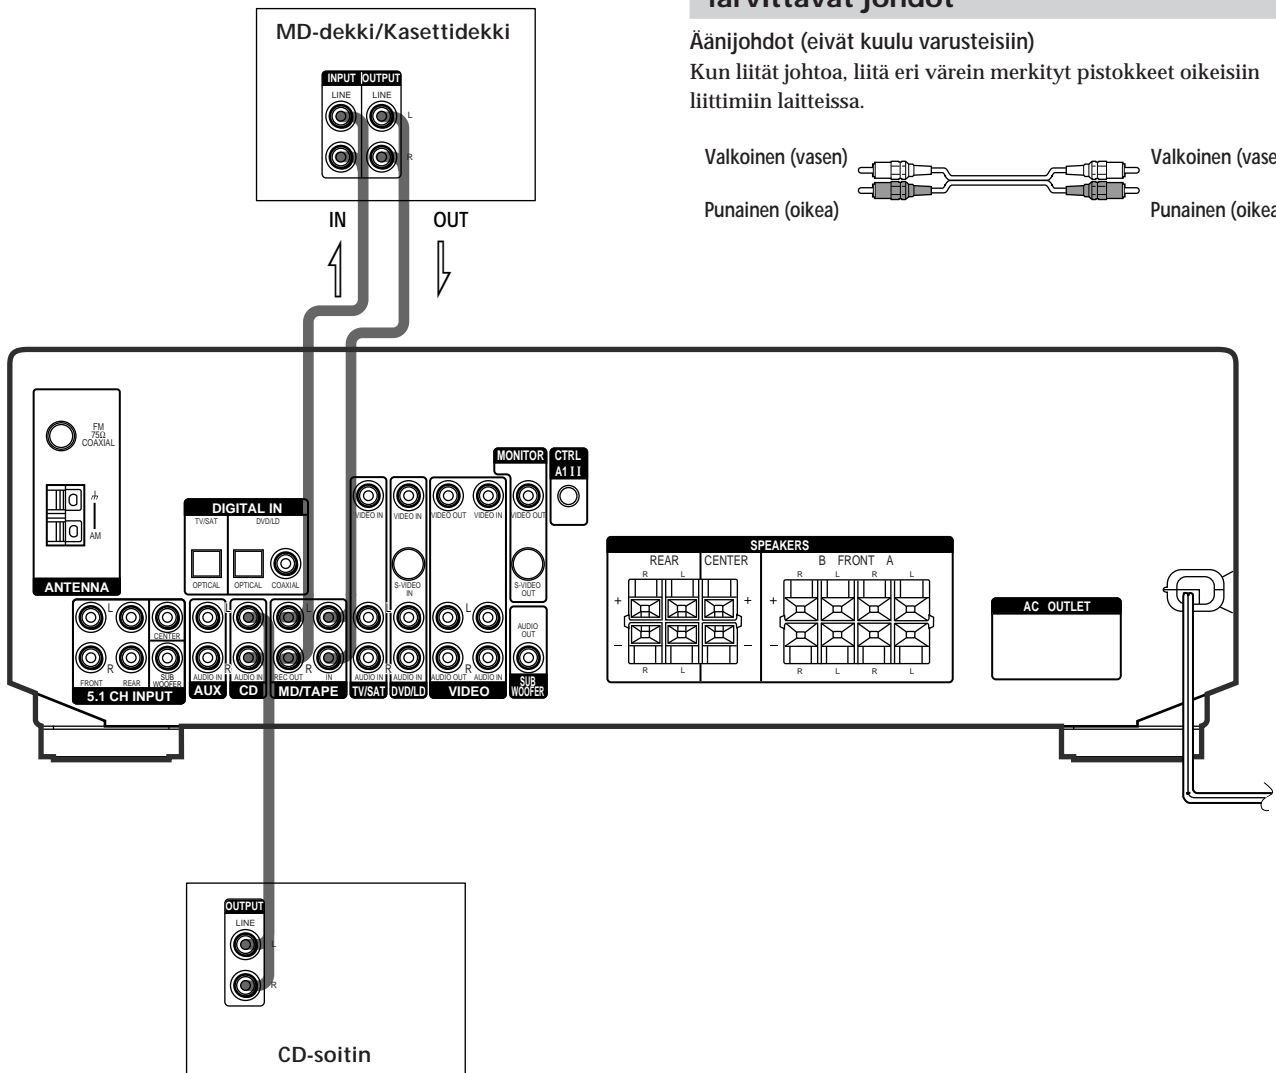 Tarvittavat johdot
Äänijohdot (eivät kuulu varusteisiin)
Kun liität johtoa, liitä eri värein merkityt pistokkeet oikeisiin
liittimiin laitteissa.
Valkoinen (vasen)
Valkoinen (vase
Punainen (oikea)
Punainen (oikea
MD-dekki/Kasettidekki
INPUT OUTPUT
LINE LINE
L
R
IN OUT
FM
75Ω
COAXIAL
AM
ANTENNA
DIGITAL IN
TV/SAT DVD/LD
OPTICAL OPTICAL COAXIAL
MONITOR
CTRL
A1 II
VIDEO IN VIDEO IN VIDEO OUT VIDEO IN VIDEO OUT
S-VIDEO
IN
S-VIDEO
OUT
AUDIO
OUT
SUB
WOOFER
L L L L L
CENTER
R R R R R
FRONT REAR SUB
WOOFER
AUDIO IN AUDIO IN REC OUT IN AUDIO IN AUDIO IN AUDIO OUT AUDIO IN
5.1 CH INPUT AUX CD MD/TAPE TV/SAT DVD/LD VIDEO
SPEAKERS
REAR CENTER B FRONT A
R L R L R L
+ + +
– – –
R L R L R L
AC OUTLET
OUTPUT
LINE
L
R
CD-soitin